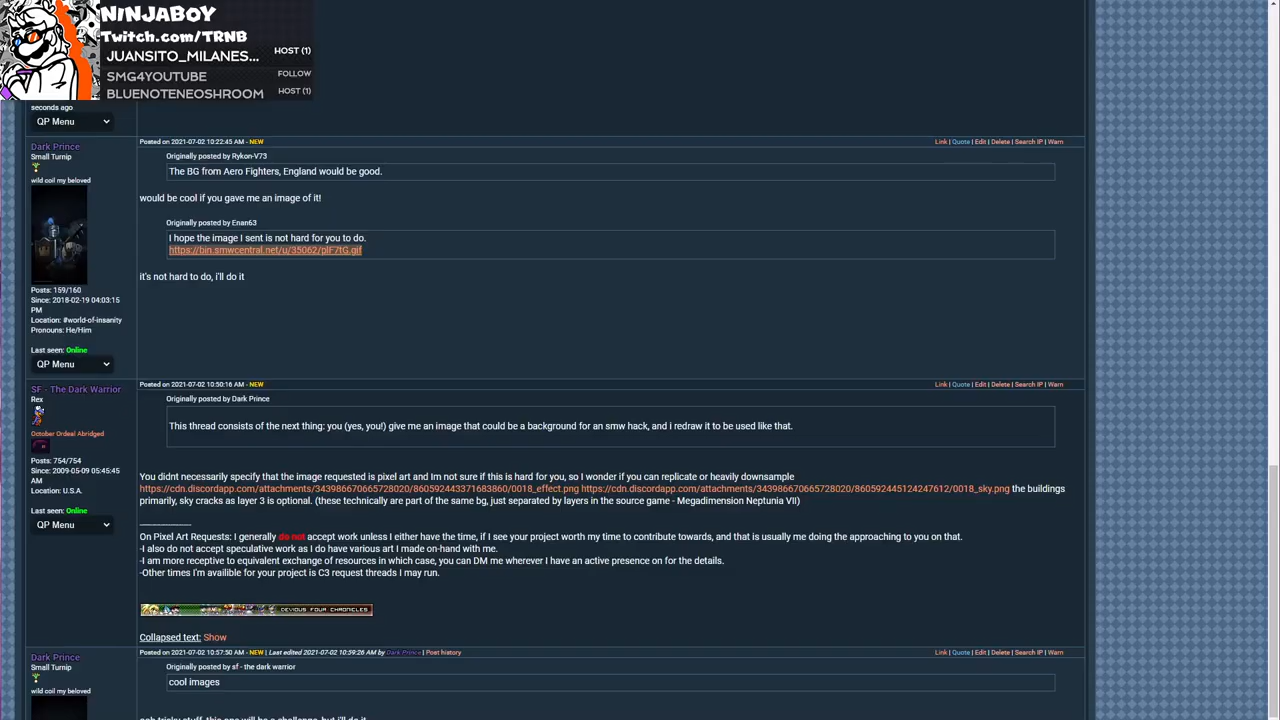 NINJABOY
Twitch.com/TRNB
JUANSITO_MILANES... HOST (1)
SMG4YOUTUBE FOLLOW
BLUENOTENEOSHROOM HOST (1)
seconds ago
QP Menu
Dark Prince
Small Turnip
wild coil my beloved
Posts: 159/160
Since: 2018-02-19 04:03:15
PM
Location: #world-of-insanity
Pronouns: He/Him
Last seen: Online
QP Menu
Posted on 2021-07-02 10:22:45 AM - NEW
Link | Quote | Edit | Delete | Search IP | Warn
Originally posted by Rykon-V73
The BG from Aero Fighters, England would be good.
would be cool if you gave me an image of it!
Originally posted by Enan63
I hope the image I sent is not hard for you to do.
https://bin.smwcentral.net/u/35062/plF7tG.gif
it's not hard to do, i'll do it
SF - The Dark Warrior
Rex
October Ordeal Abridged
Posts: 754/754
Since: 2009-05-09 05:45:45
AM
Location: U.S.A.
Last seen: Online
QP Menu
Posted on 2021-07-02 10:50:16 AM - NEW
Link | Quote | Edit | Delete | Search IP | Warn
Originally posted by Dark Prince
This thread consists of the next thing: you (yes, you!) give me an image that could be a background for an smw hack, and i redraw it to be used like that.
You didnt necessarily specify that the image requested is pixel art and Im not sure if this is hard for you, so I wonder if you can replicate or heavily downsample
https://cdn.discordapp.com/attachments/343986670665728020/860592443371683860/0018_effect.png https://cdn.discordapp.com/attachments/343986670665728020/860592445124247612/0018_sky.png the buildings
primarily, sky cracks as layer 3 is optional. (these technically are part of the same bg, just separated by layers in the source game - Megadimension Neptunia VII)
On Pixel Art Requests: I generally do not accept work unless I either have the time, if I see your project worth my time to contribute towards, and that is usually me doing the approaching to you on that.
-I also do not accept speculative work as I do have various art I made on-hand with me.
-I am more receptive to equivalent exchange of resources in which case, you can DM me wherever I have an active presence on for the details.
-Other times I'm availible for your project is C3 request threads I may run.
DEVIOUS FOUR CHRONICLES
Collapsed text: Show
Dark Prince
Small Turnip
wild coil my beloved
Posted on 2021-07-02 10:57:50 AM - NEW | Last edited 2021-07-02 10:59:26 AM by Dark Prince | Post history
Link | Quote | Edit | Delete | Search IP | Warn
Originally posted by sf - the dark warrior
cool images